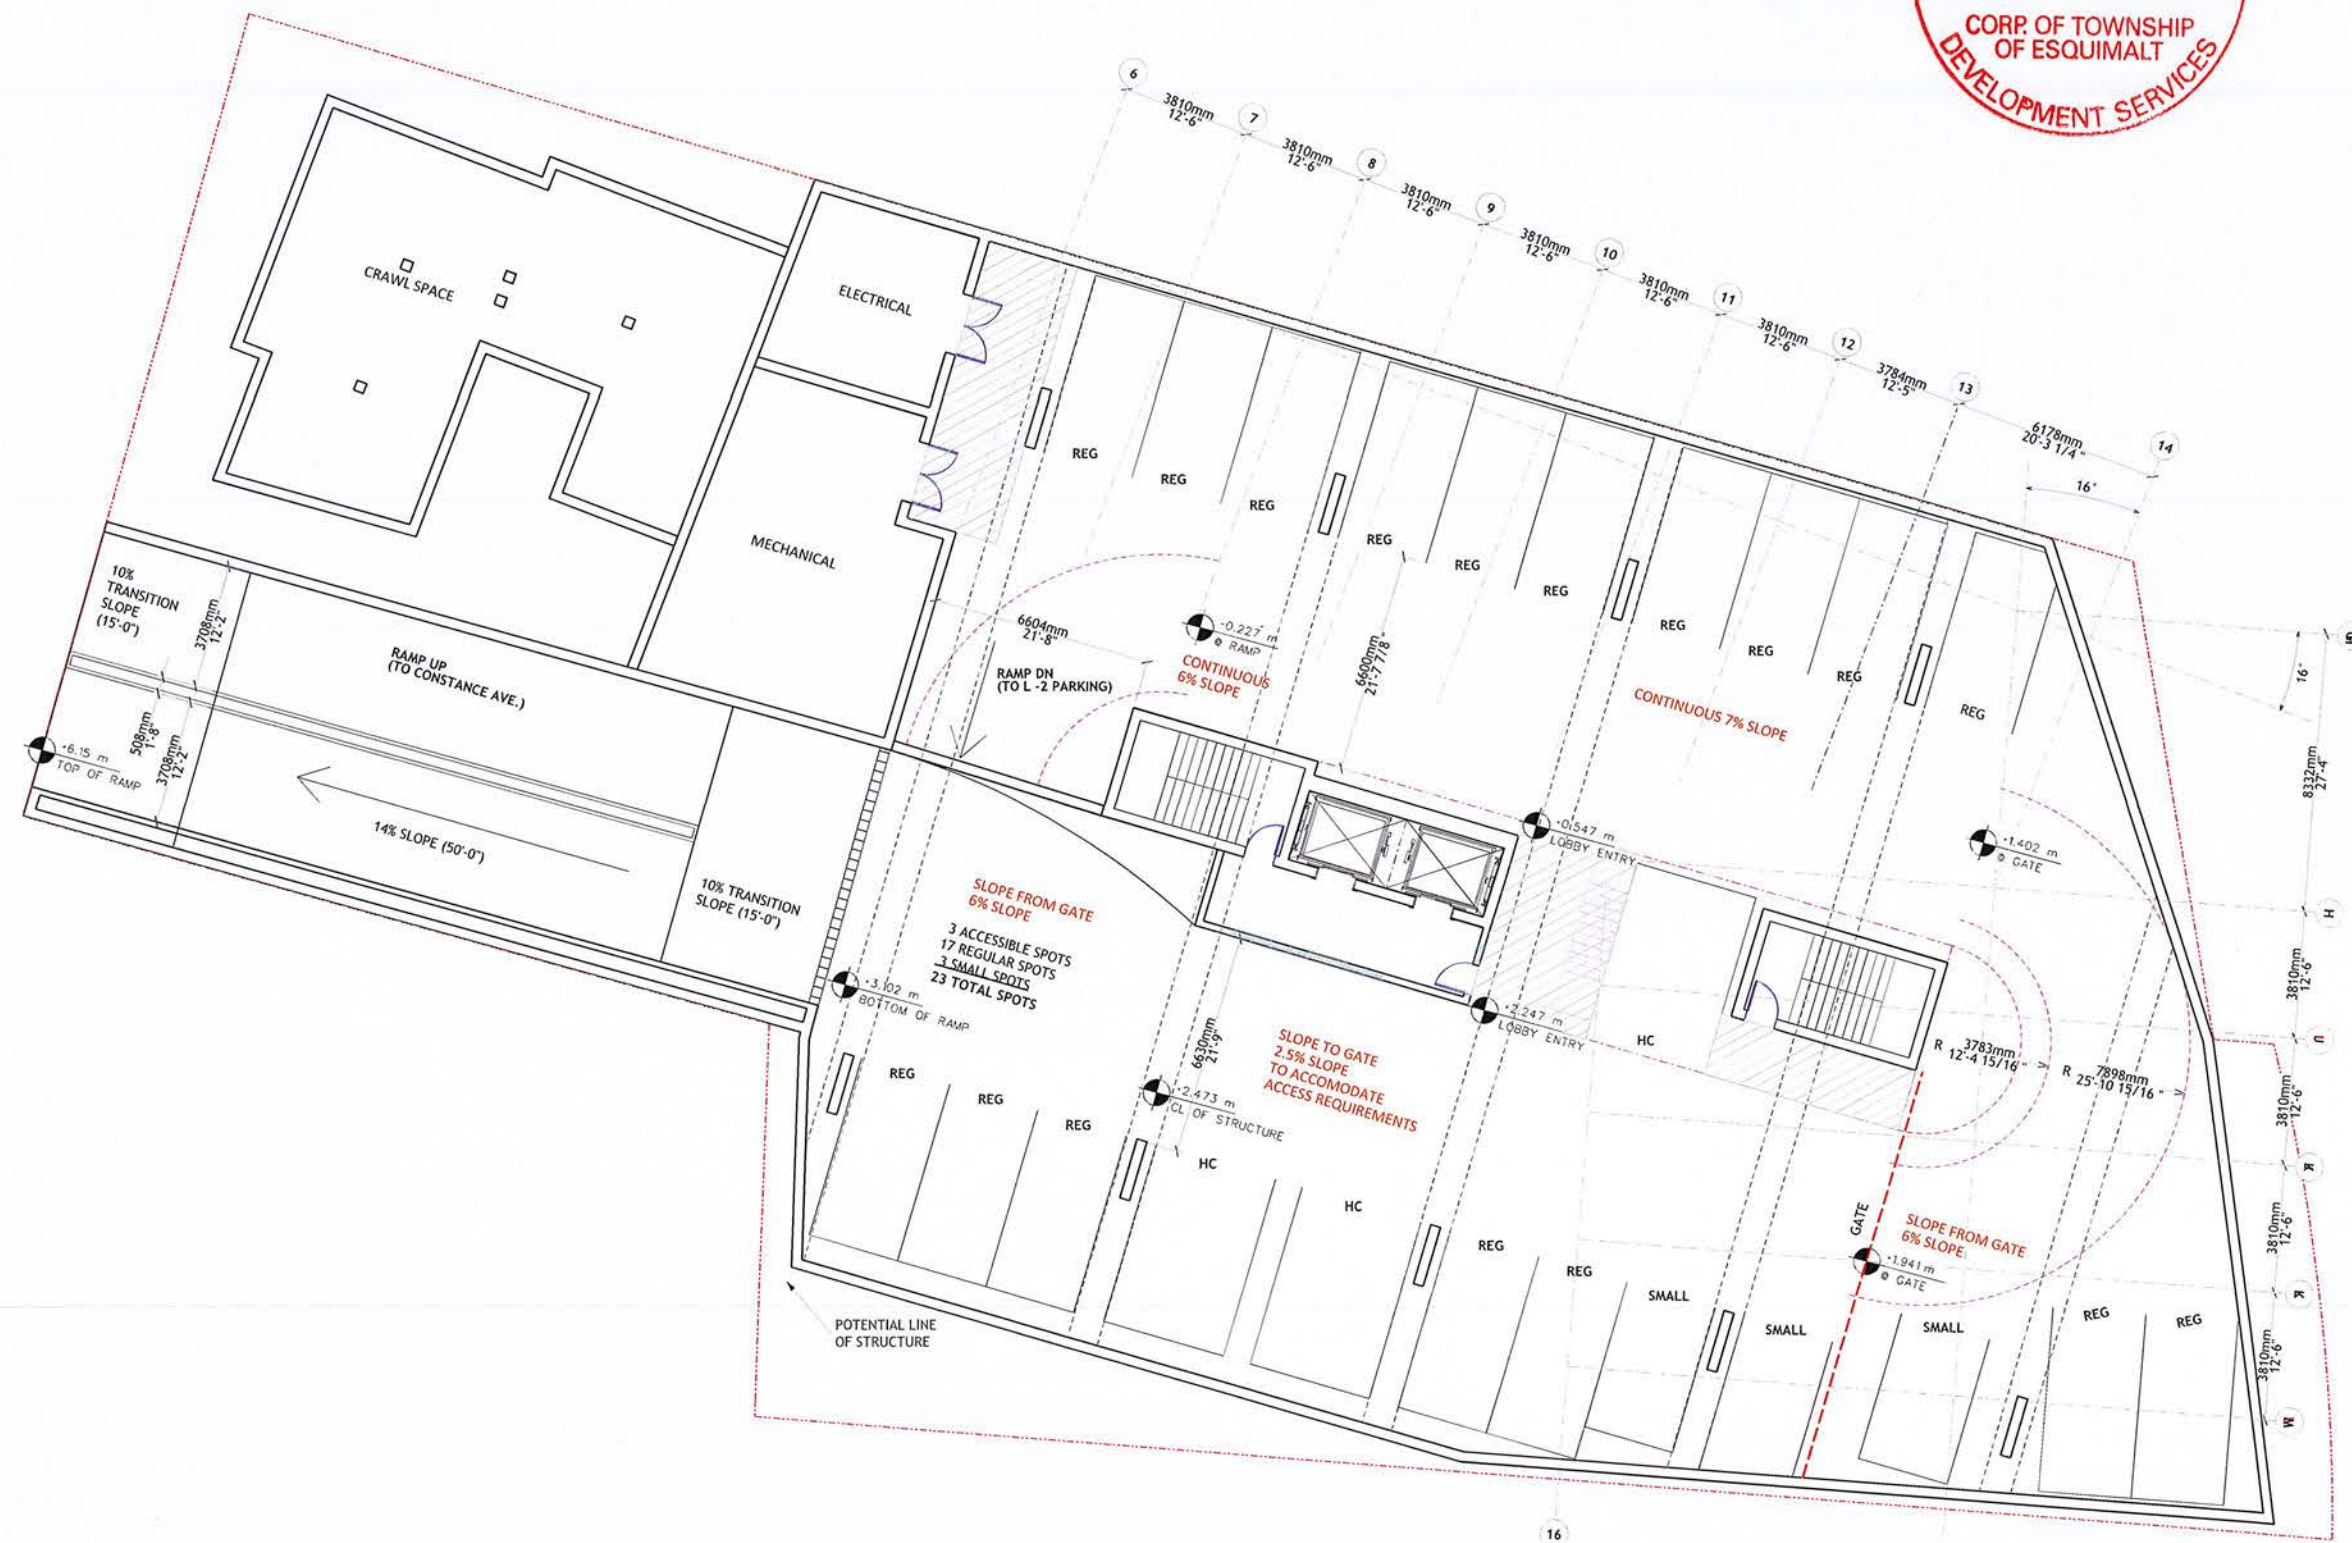 CORP. OF TOWNSHIP
OF ESQUIMALT
DEVELOPMENT SERVICES
6
3810mm
12'-6"
7
3810mm
12'-6"
8
3810mm
12'-6"
9
3810mm
12'-6"
10
3810mm
12'-6"
11
3810mm
12'-6"
12
3784mm
12'-5"
13
6178mm
20'-3 1/4"
14
16°
16°
CRAWL SPACE
ELECTRICAL
MECHANICAL
REG
REG
REG
REG
REG
REG
REG
REG
REG
REG
10%
TRANSITION
SLOPE
(15'-0")
3708mm
12'-2"
RAMP UP
(TO CONSTANCE AVE.)
508mm
1'-8"
3708mm
12'-2"
+6.15 m
TOP OF RAMP
14% SLOPE (50'-0")
10% TRANSITION
SLOPE (15'-0")
6604mm
21'-8"
RAMP DN
(TO L -2 PARKING)
-0.227 m
@ RAMP
CONTINUOUS
6% SLOPE
6600mm
21'-7 7/8"
CONTINUOUS 7% SLOPE
+0.547 m
LOBBY ENTRY
+1.402 m
@ GATE
8332mm
27'-4"
H
3810mm
12'-6"
3810mm
12'-6"
3810mm
12'-6"
K
3810mm
12'-6"
SLOPE FROM GATE
6% SLOPE
3 ACCESSIBLE SPOTS
17 REGULAR SPOTS
3 SMALL SPOTS
23 TOTAL SPOTS
+3.102 m
BOTTOM OF RAMP
6630mm
21'-9"
+2.247 m
LOBBY ENTRY
SLOPE TO GATE
2.5% SLOPE
TO ACCOMODATE
ACCESS REQUIREMENTS
HC
R 3783mm
12'-4 15/16"
R 7898mm
25'-10 15/16"
+2.473 m
CL OF STRUCTURE
REG
REG
REG
HC
HC
REG
REG
SMALL
SMALL
GATE
SLOPE FROM GATE
6% SLOPE
+1.941 m
@ GATE
SMALL
REG
REG
POTENTIAL LINE
OF STRUCTURE
16